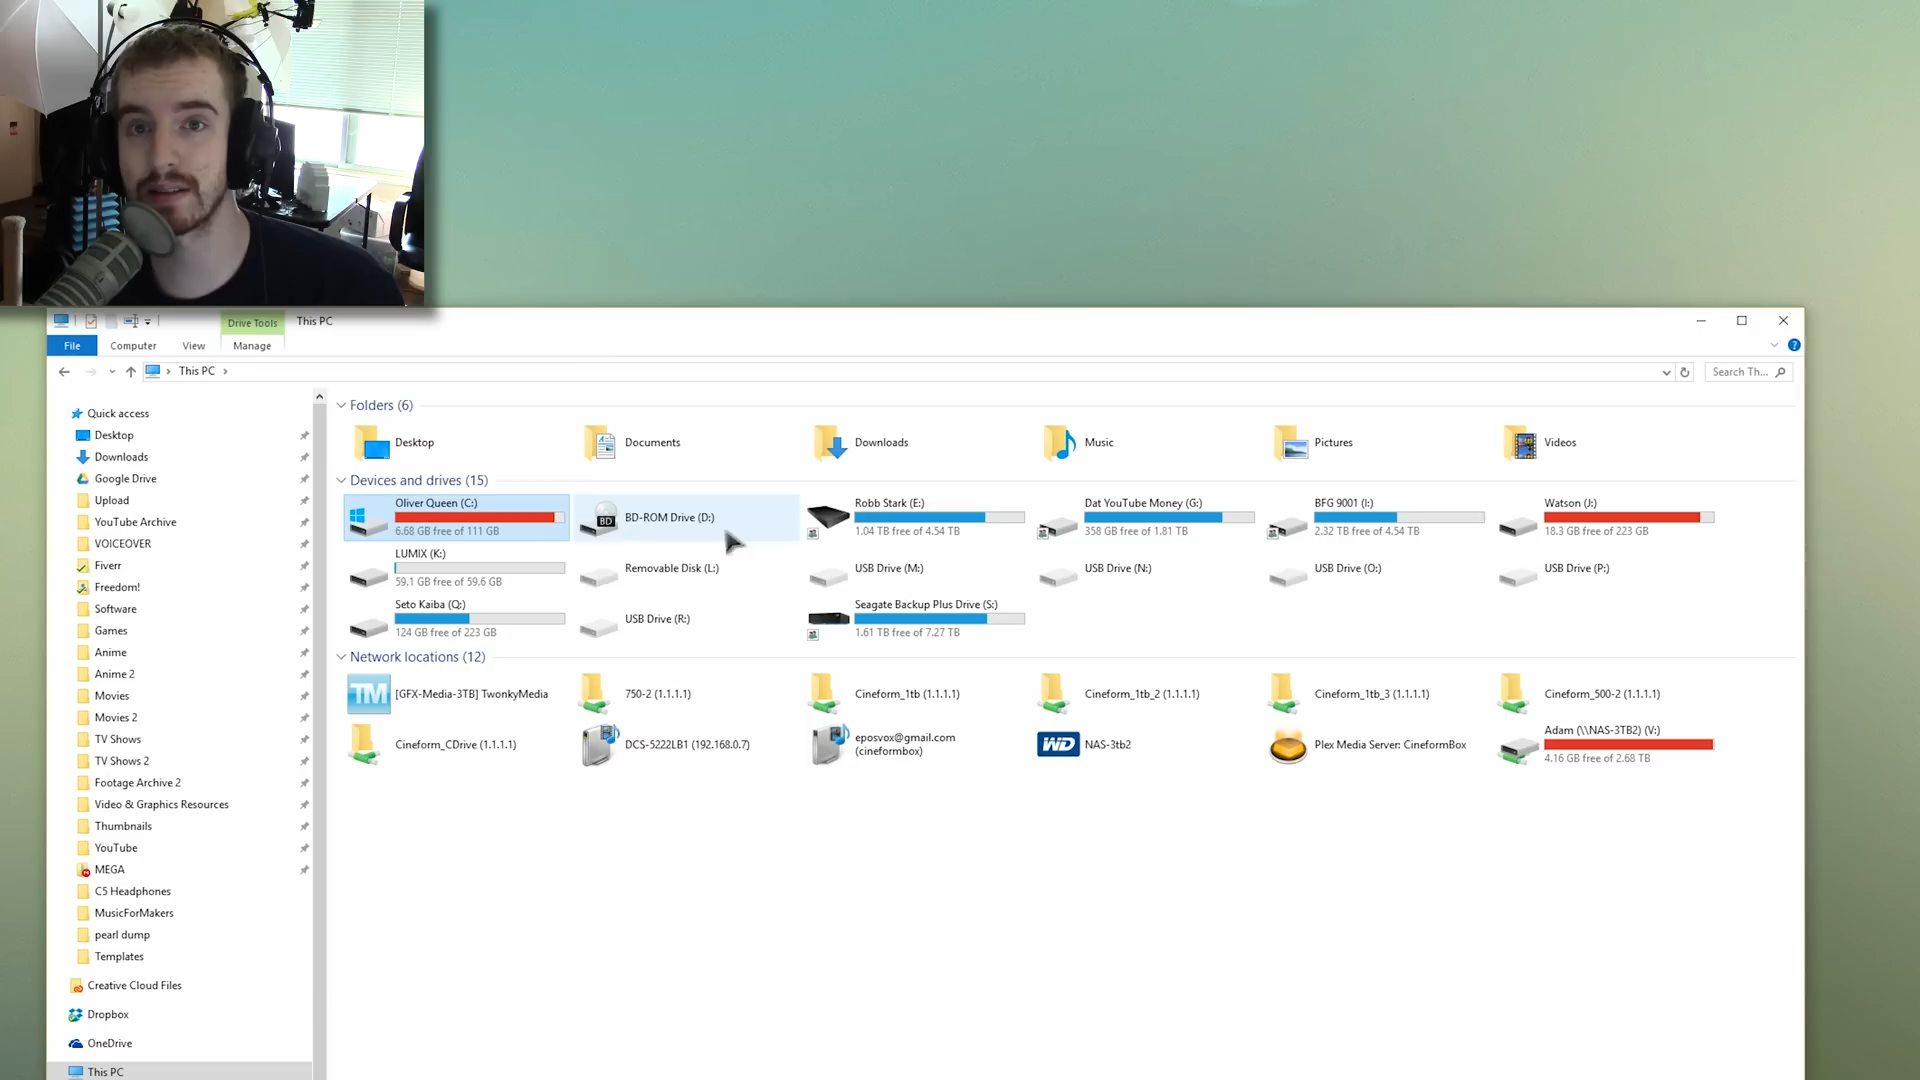 Drive Tools
This PC
File
Computer
View
Manage
This PC
Search Th...
Quick access
Desktop
Downloads
Google Drive
Upload
YouTube Archive
VOICEOVER
Fiverr
Freedom!
Software
Games
Anime
Anime 2
Movies
Movies 2
TV Shows
TV Shows 2
Footage Archive 2
Video & Graphics Resources
Thumbnails
YouTube
MEGA
C5 Headphones
MusicForMakers
pearl dump
Templates
Creative Cloud Files
Dropbox
OneDrive
This PC
Folders (6)
Desktop
Documents
Downloads
Music
Pictures
Videos
Devices and drives (15)
Oliver Queen (C:)
6.68 GB free of 111 GB
BD
BD-ROM Drive (D:)
Robb Stark (E:)
1.04 TB free of 4.54 TB
Dat YouTube Money (G:)
358 GB free of 1.81 TB
BFG 9001 (I:)
2.32 TB free of 4.54 TB
Watson (J:)
18.3 GB free of 223 GB
LUMIX (K:)
59.1 GB free of 59.6 GB
Removable Disk (L:)
USB Drive (M:)
USB Drive (N:)
USB Drive (O:)
USB Drive (P:)
Seto Kaiba (Q:)
124 GB free of 223 GB
USB Drive (R:)
Seagate Backup Plus Drive (S:)
1.61 TB free of 7.27 TB
Network locations (12)
TM
[GFX-Media-3TB] TwonkyMedia
750-2 (1.1.1.1)
Cineform_1tb (1.1.1.1)
Cineform_1tb_2 (1.1.1.1)
Cineform_1tb_3 (1.1.1.1)
Cineform_500-2 (1.1.1.1)
Cineform_CDrive (1.1.1.1)
DCS-5222LB1 (192.168.0.7)
eposvox@gmail.com
(cineformbox)
WD
NAS-3tb2
Plex Media Server: CineformBox
Adam (\\NAS-3TB2) (V:)
4.16 GB free of 2.68 TB